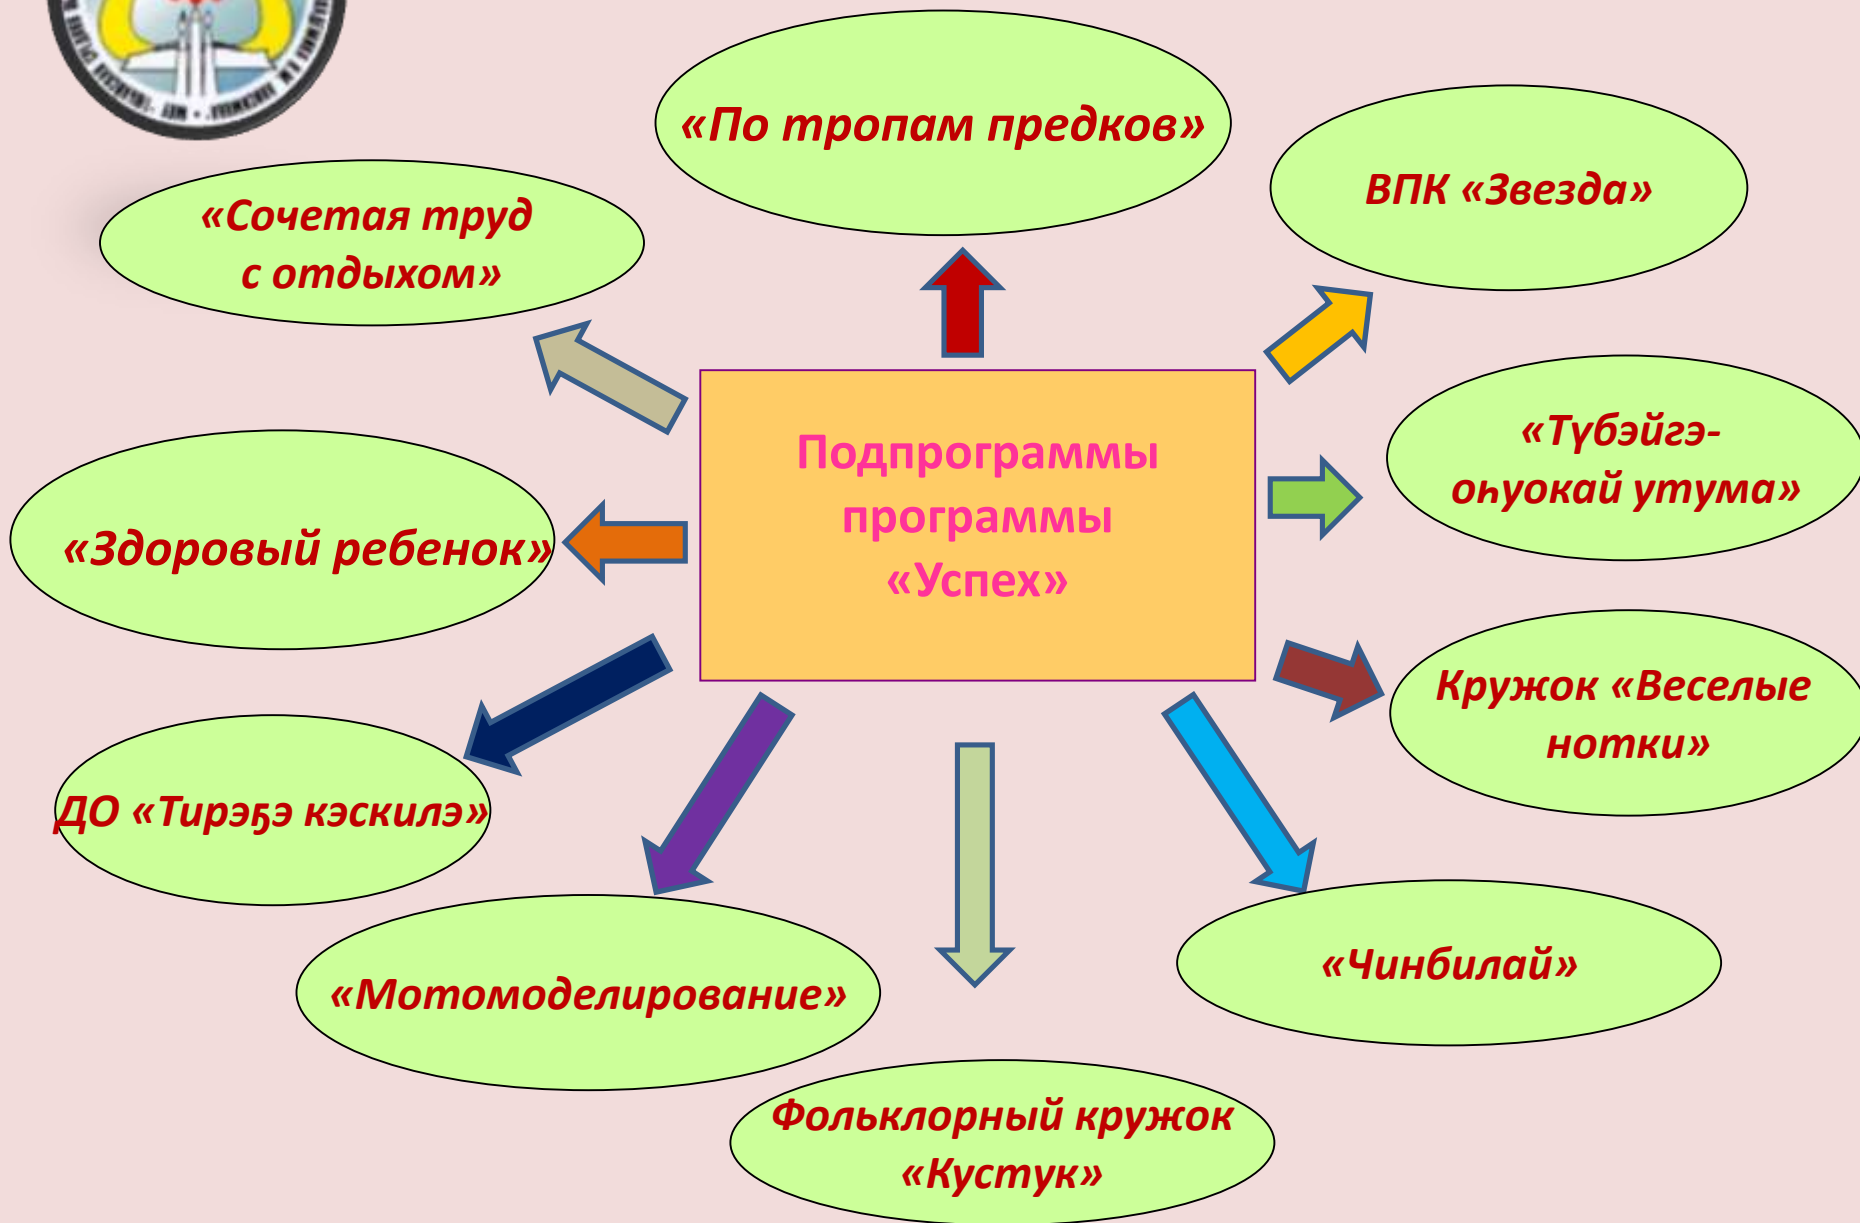 «По тропам предков»
ВПК «Звезда»
«Сочетая труд
с отдыхом»
«Түбэйгэ-
оһуокай утума»
Подпрограммы
программы
«Успех»
«Здоровый ребенок»
Кружок «Веселые
нотки»
ДО «Тирэҕэ кэскилэ»
«Чинбилай»
«Мотомоделирование»
Фольклорный кружок
«Кустук»